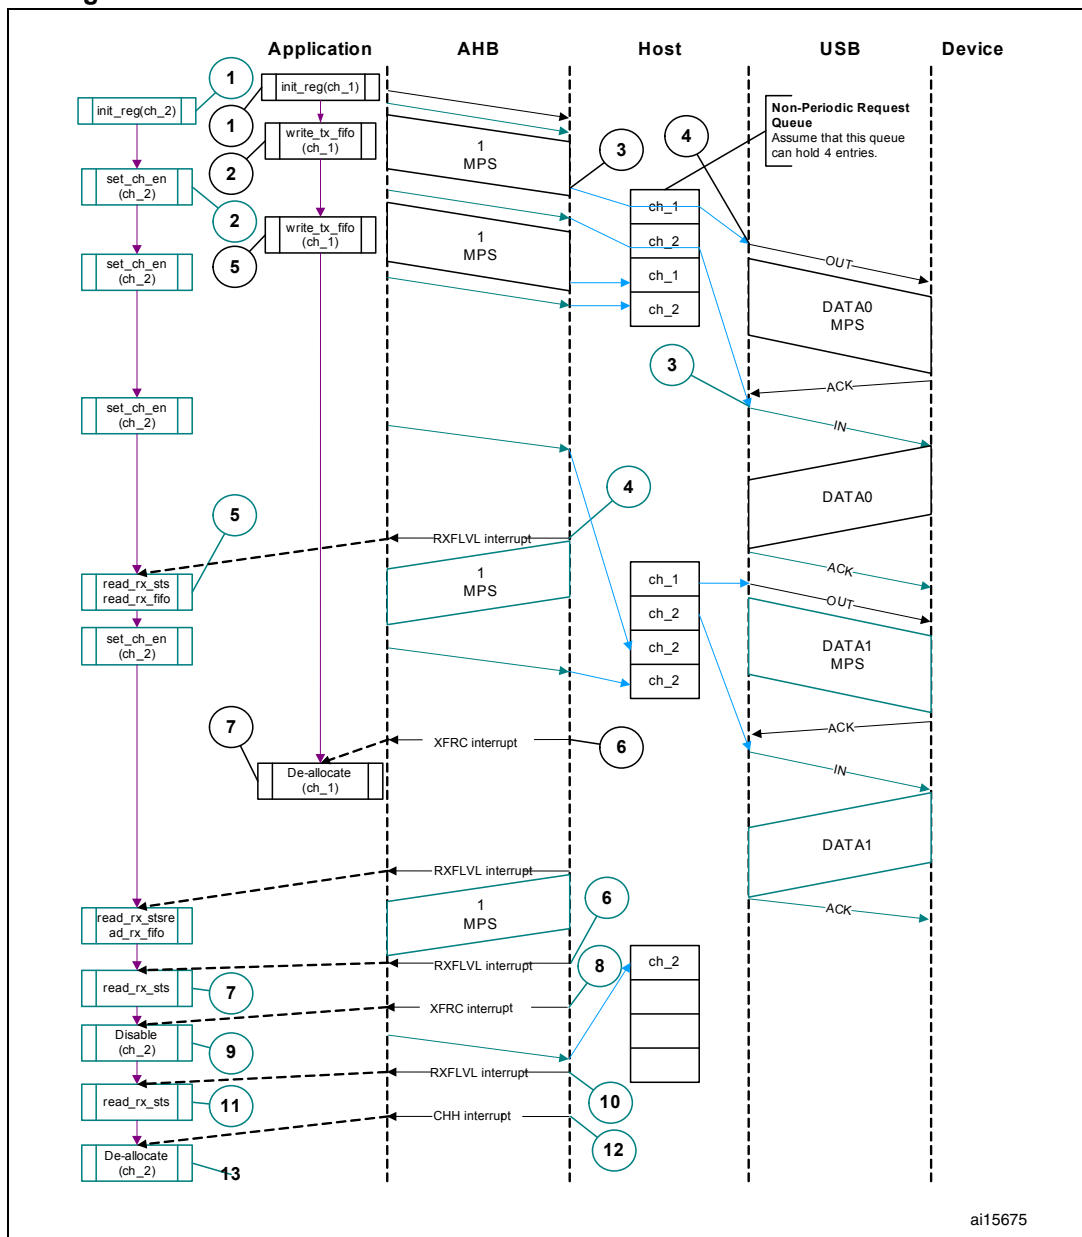 Application AHB Host USB Device
1
init_reg(ch_1)
init_reg(ch_2)
1
Non-Periodic Request
Queue
Assume that this queue
can hold 4 entries.
write_tx_fifo
(ch_1)
2
1
MPS
3
4
set_ch_en
(ch_2)
2
ch_1
ch_2
ch_1
ch_2
write_tx_fifo
(ch_1)
5
1
MPS
set_ch_en
(ch_2)
OUT
DATA0
MPS
3
ACK
set_ch_en
(ch_2)
IN
4
DATA0
5
RXFLVL interrupt
ACK
read_rx_sts
read_rx_fifo
1
MPS
ch_1
ch_2
ch_2
ch_2
OUT
set_ch_en
(ch_2)
DATA1
MPS
7
XFRC interrupt
6
ACK
De-allocate
(ch_1)
IN
DATA1
RXFLVL interrupt
read_rx_stsre
ad_rx_fifo
1
MPS
6
ACK
RXFLVL interrupt
8
ch_2
read_rx_sts
7
XFRC interrupt
Disable
(ch_2)
9
RXFLVL interrupt
10
read_rx_sts
11
CHH interrupt
12
De-allocate
(ch_2)
13
ai15675